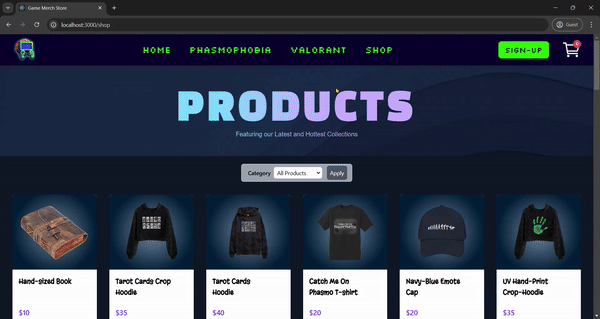 Game Merch Store
localhost:3000/shop
Guest
HOME
PHASMOPHOBIA
VALORANT
SHOP
SIGN-UP
PRODUCTS
Featuring our Latest and Hottest Collections
Category
All Products
Apply
Hand-sized Book
$10
Tarot Cards Crop
Hoodie
$35
Tarot Cards
Hoodie
$40
Catch Me On
Phasmo T-shirt
$20
Navy-Blue Emote
Cap
$20
UV Hand-Print
Crop-Hoodie
$35